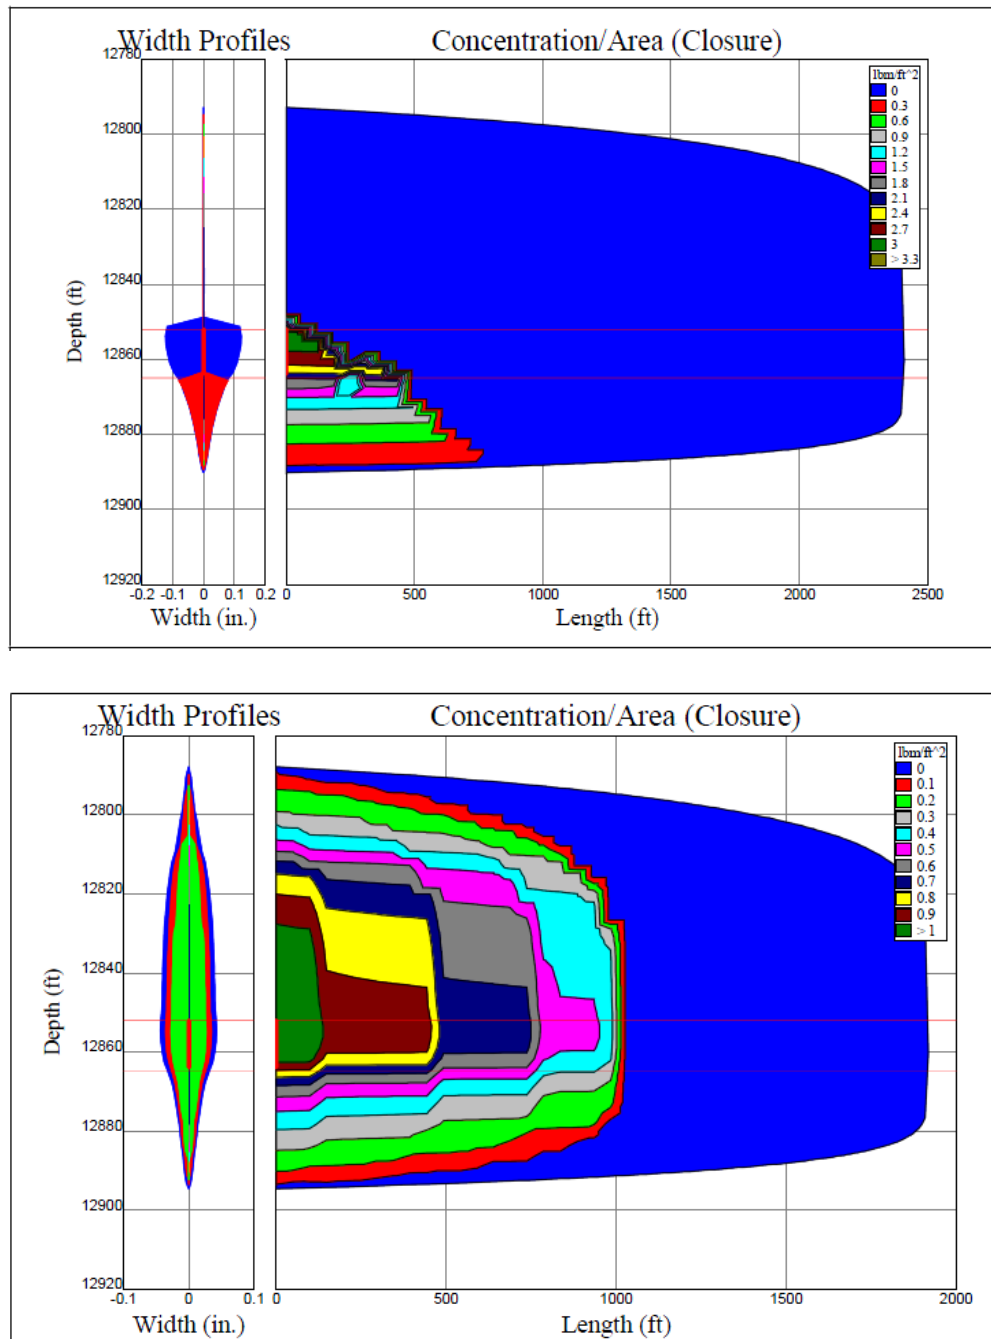 Width Profiles
Concentration/Area (Closure)
12780
12800
12820
12840
12860
12880
12900
12920
Depth (ft)
-0.2 -0.1 0 0.1 0.2
Width (in.)
lbm/ft^2
0
0.3
0.6
0.9
1.2
1.5
1.8
2.1
2.4
2.7
3
> 3.3
0 500 1000 1500 2000 2500
Length (ft)
Width Profiles
Concentration/Area (Closure)
12780
12800
12820
12840
12860
12880
12900
12920
Depth (ft)
-0.1 0 0.1
Width (in.)
lbm/ft^2
0
0.1
0.2
0.3
0.4
0.5
0.6
0.7
0.8
0.9
> 1
0 500 1000 1500 2000
Length (ft)